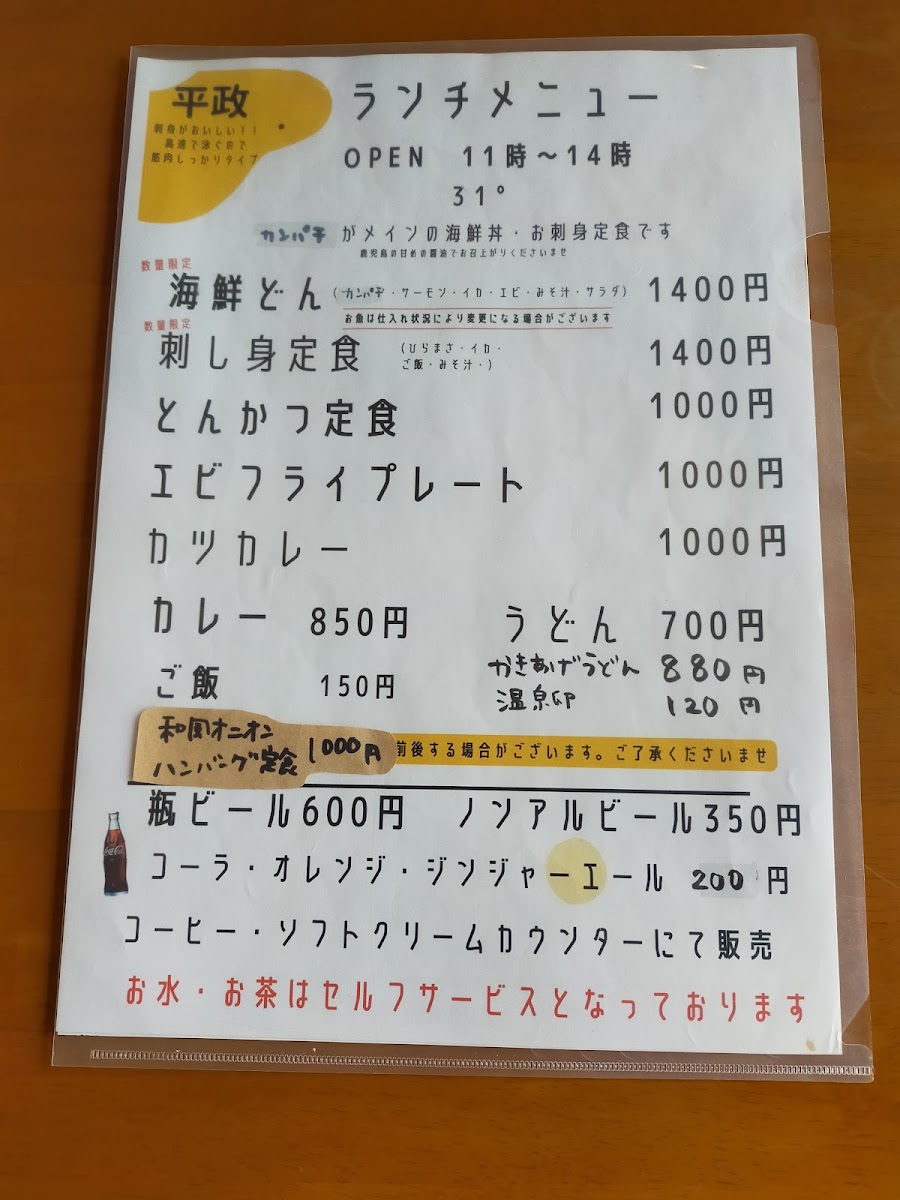 平政
刺身がおいしい!!
高速で泳ぐので
筋肉しっかりタイプ
ランチメニュー
OPEN 11時〜14時
31°
カンパチ がメインの海鮮丼・お刺身定食です
鹿児島の甘めの醤油でお召上がりくださいませ
数量限定
海鮮どん (カンパチ・サーモン・イカ・エビ・みそ汁・サラダ) 1400円
お魚は仕入れ状況により変更になる場合がございます
数量限定
刺し身定食 (ひらまさ・イカ・
ご飯・みそ汁・) 1400円
とんかつ定食 1000円
エビフライプレート 1000円
カツカレー 1000円
カレー 850円 うどん 700円
かきあげうどん 880円
ご飯 150円 温泉卵 120円
和風オニオン
ハンバーグ定食 1000円
前後する場合がございます。ご了承くださいませ
瓶ビール600円 ノンアルビール350円
コーラ・オレンジ・ジンジャーエール 200円
Coca-Cola
コーヒー・ソフトクリームカウンターにて販売
お水・お茶はセルフサービスとなっております